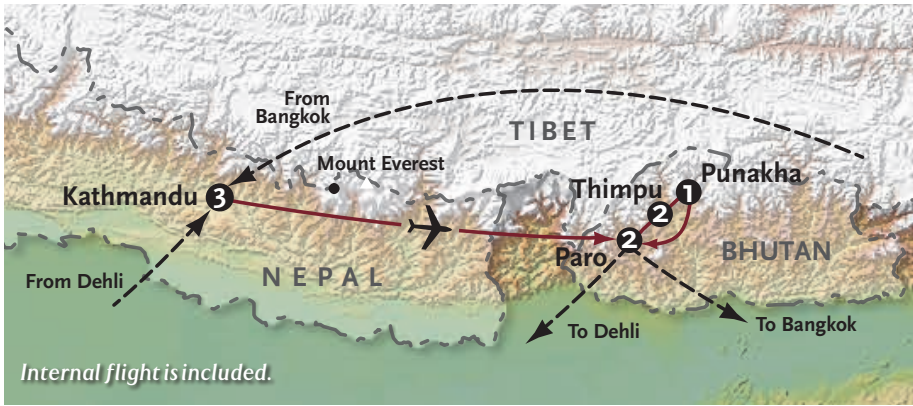 From
Bangkok
TIBET
Mount Everest
Punakha
Thimpu
1
Kathmandu
3
2
2
Paro
BHUTAN
From Dehli
NEPAL
To Dehli
To Bangkok
Internal flight is included.